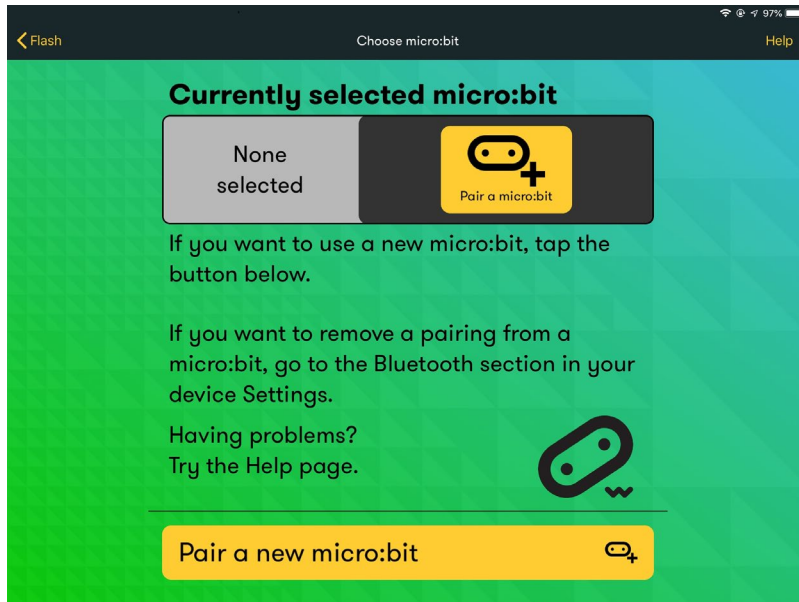 97%
Flash
Choose micro:bit
Help
Currently selected micro:bit
None
selected
Pair a micro:bit
If you want to use a new micro:bit, tap the
button below.
If you want to remove a pairing from a
micro:bit, go to the Bluetooth section in your
device Settings.
Having problems?
Try the Help page.
Pair a new micro:bit